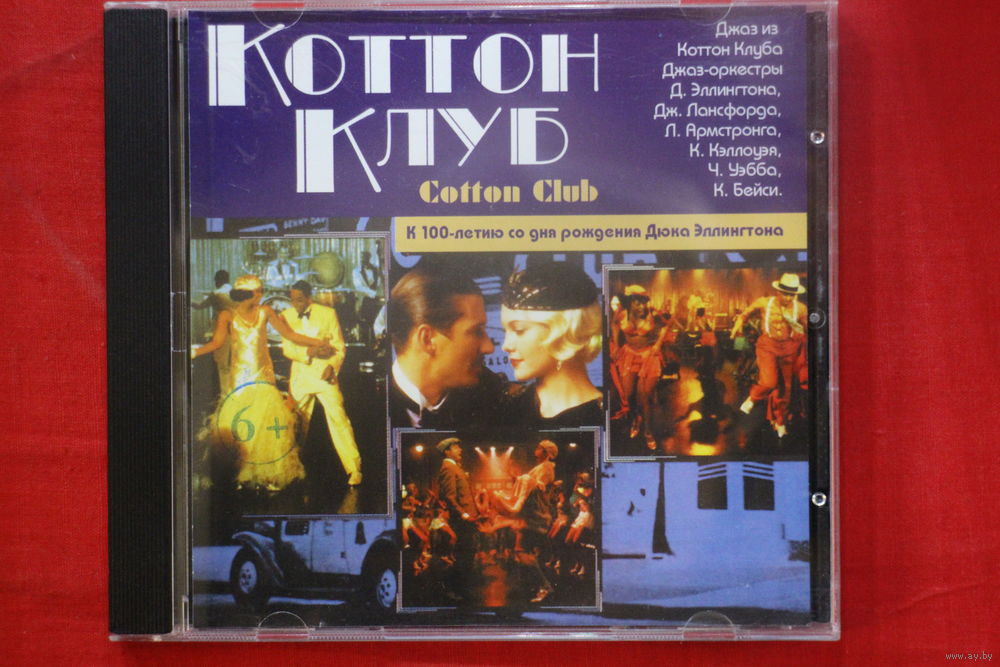 Коттон
Клуб
Cotton Club
Джаз из
Коттон Клуба
Джаз-оркестры
Д. Эллингтона,
Дж. Лансфорда,
Л. Армстронга,
К. Кэллоуэя,
Ч. Уэбба,
К. Бейси.
К 100-летию со дня рождения Дюка Эллингтона
6+
www.ay.by